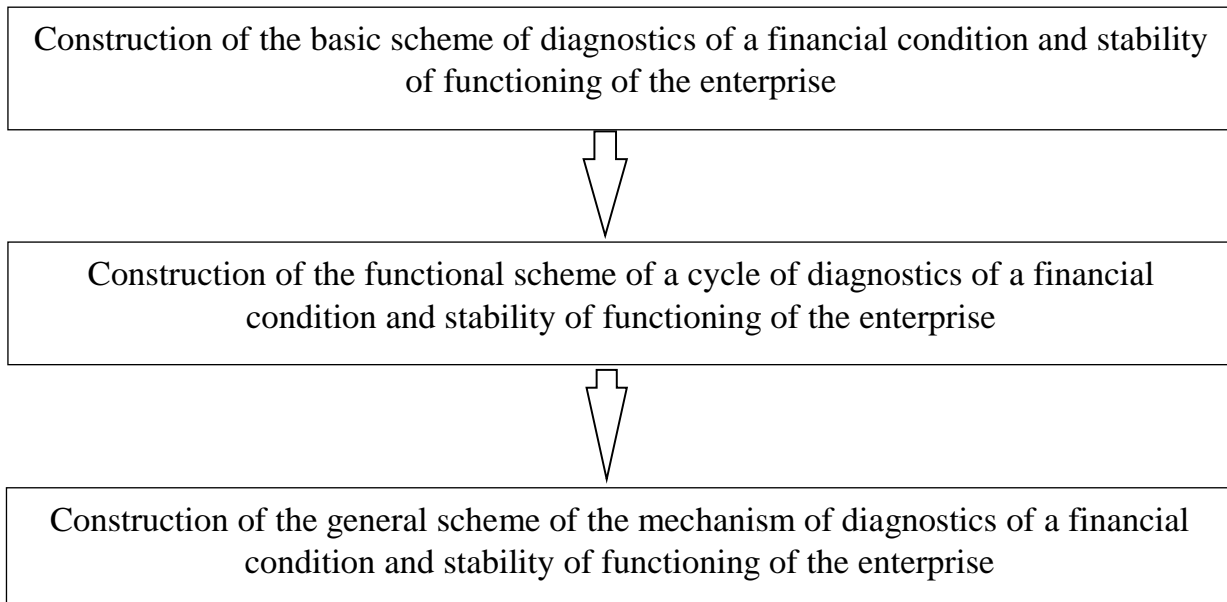 Construction of the basic scheme of diagnostics of a financial condition and stability
of functioning of the enterprise
Construction of the functional scheme of a cycle of diagnostics of a financial
condition and stability of functioning of the enterprise
Construction of the general scheme of the mechanism of diagnostics of a financial
condition and stability of functioning of the enterprise